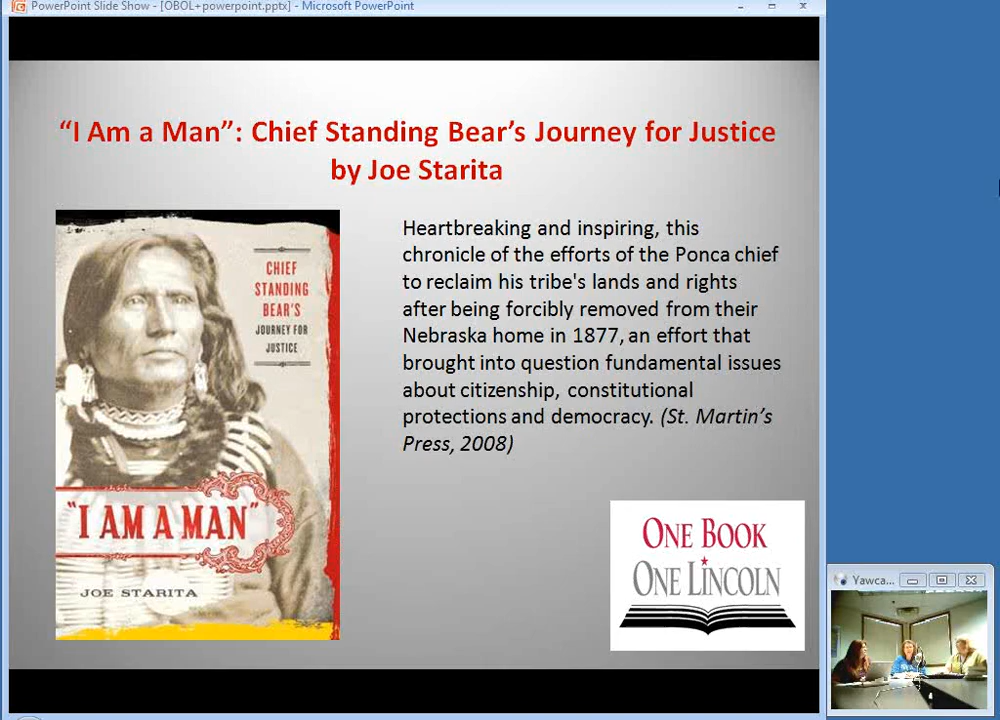 PowerPoint Slide Show - [OBOL+powerpoint.pptx] - Microsoft PowerPoint
“I Am a Man”: Chief Standing Bear’s Journey for Justice
by Joe Starita
CHIEF
STANDING
BEAR'S
JOURNEY FOR
JUSTICE
"I AM A MAN"
JOE STARITA
Heartbreaking and inspiring, this
chronicle of the efforts of the Ponca chief
to reclaim his tribe's lands and rights
after being forcibly removed from their
Nebraska home in 1877, an effort that
brought into question fundamental issues
about citizenship, constitutional
protections and democracy. (St. Martin’s
Press, 2008)
ONE BOOK
ONE LINCOLN
Yawca...